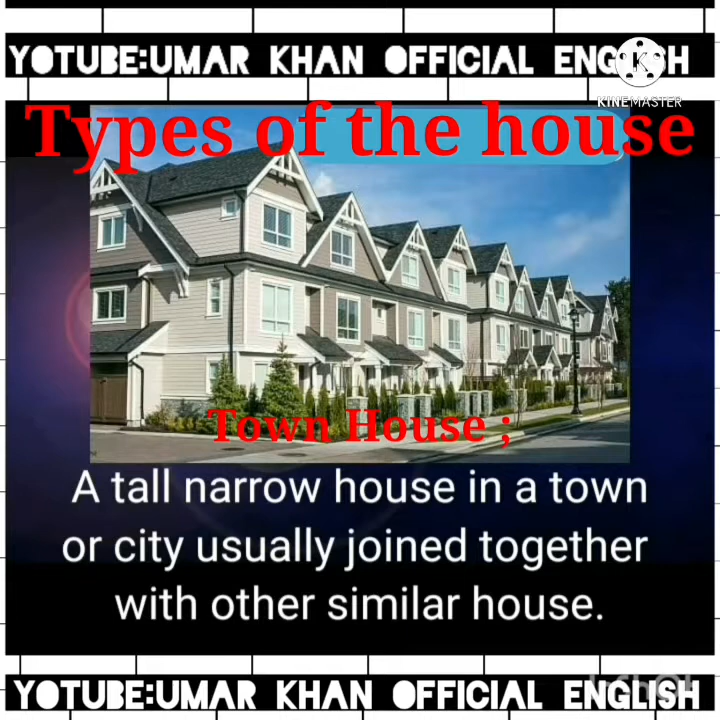 YOTUBE:UMAR KHAN OFFICIAL ENGLISH
KINEMASTER
Types of the house
Town House ;
A tall narrow house in a town
or city usually joined together
with other similar house.
YOTUBE:UMAR KHAN OFFICIAL ENGLISH